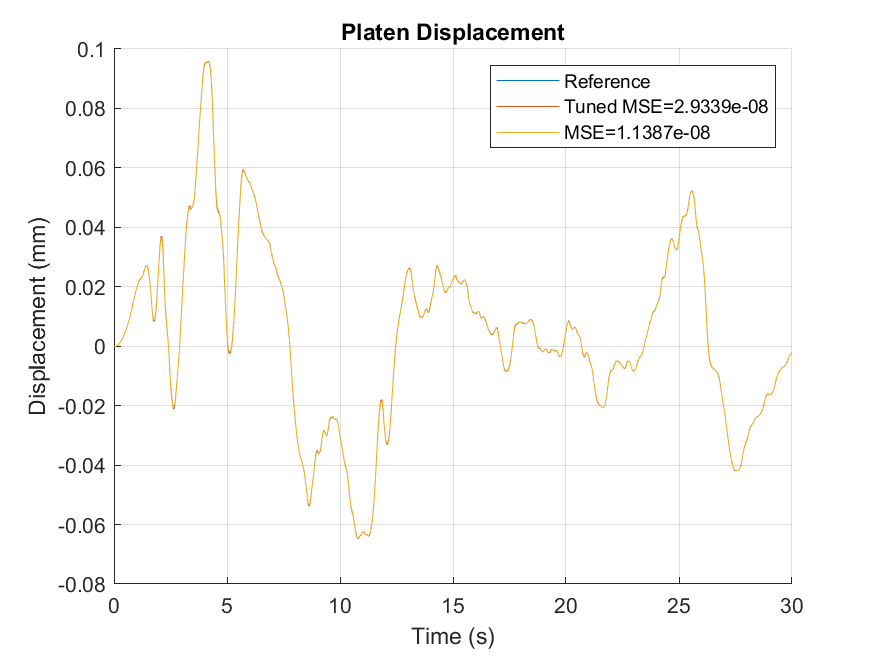 Platen Displacement
0.1
0.08
0.06
0.04
0.02
0
-0.02
-0.04
-0.06
-0.08
Displacement (mm)
Reference
Tuned MSE=2.9339e-08
MSE=1.1387e-08
0 5 10 15 20 25 30
Time (s)